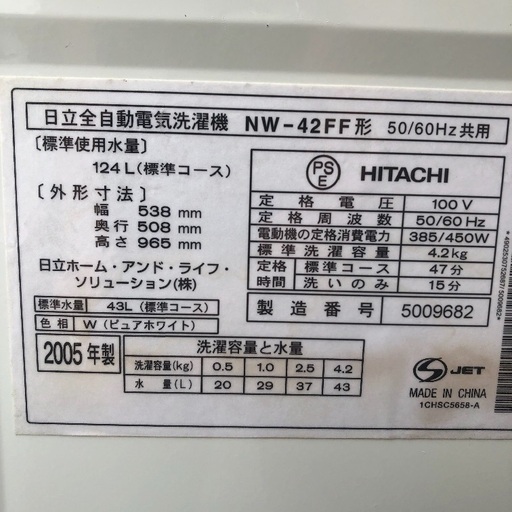 日立全自動電気洗濯機 NW-42FF形 50/60Hz共用
〔標準使用水量〕
124L(標準コース)
〔外形寸法〕
幅 538 mm
奥行 508 mm
高さ 965 mm
日立ホーム・アンド・ライフ・
ソリューション(株)
標準水量 43L (標準コース)
色相 W (ピュアホワイト)
PS
E
HITACHI
定格電圧 100V
定格周波数 50/60Hz
電動機の定格消費電力 385/450W
標準洗濯容量 4.2kg
定格時間 標準コース 47分
洗いのみ 15分
製造番号 5009682
2005年製
洗濯容量と水量
洗濯容量(kg) 0.5 1.0 2.5 4.2
水量(L) 20 29 37 43
S JET
MADE IN CHINA
1CHSC5658-A